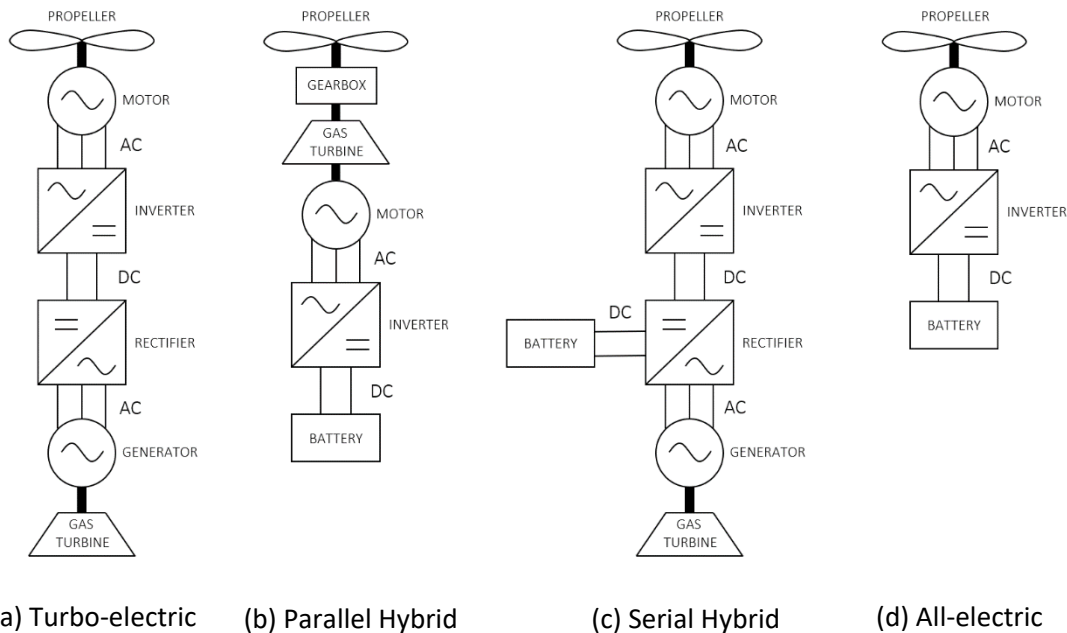 PROPELLER
MOTOR
AC
INVERTER
DC
RECTIFIER
AC
GENERATOR
GAS
TURBINE
a) Turbo-electric
PROPELLER
GEARBOX
GAS
TURBINE
MOTOR
AC
INVERTER
DC
BATTERY
(b) Parallel Hybrid
PROPELLER
MOTOR
AC
INVERTER
DC
DC
BATTERY
RECTIFIER
AC
GENERATOR
GAS
TURBINE
(c) Serial Hybrid
PROPELLER
MOTOR
AC
INVERTER
DC
BATTERY
(d) All-electric